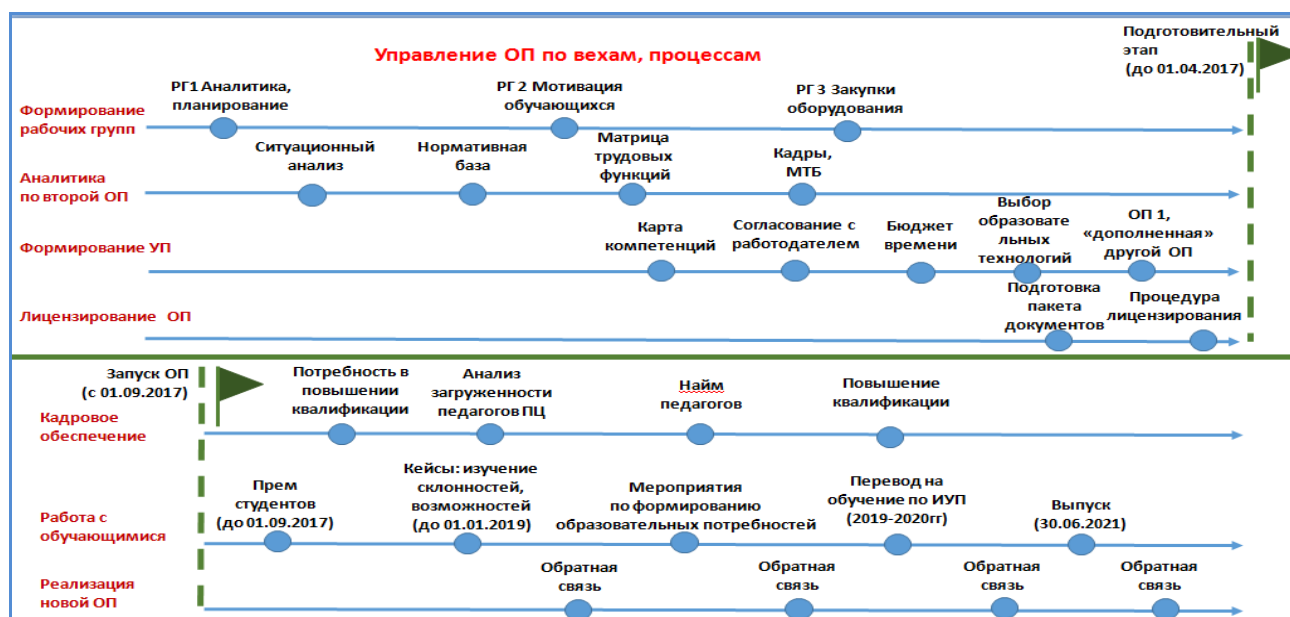 Управление ОП по вехам, процессам
Подготовительный
этап
(до 01.04.2017)
Формирование
рабочих групп
РГ1 Аналитика,
планирование
РГ 2 Мотивация
обучающихся
РГ 3 Закупки
оборудования
Аналитика
по второй ОП
Ситуационный
анализ
Нормативная
база
Матрица
трудовых
функций
Кадры,
МТБ
Формирование УП
Карта
компетенций
Согласование с
работодателем
Бюджет
времени
Выбор
образовате
льных
технологий
ОП 1,
«дополненная»
другой ОП
Лицензирование ОП
Подготовка
пакета
документов
Процедура
лицензирования
Запуск ОП
(с 01.09.2017)
Кадровое
обеспечение
Потребность в
повышении
квалификации
Анализ
загруженности
педагогов ПЦ
Найм
педагогов
Повышение
квалификации
Работа с
обучающимися
Прем
студентов
(до 01.09.2017)
Кейсы: изучение
склонностей,
возможностей
(до 01.01.2019)
Мероприятия
по формированию
образовательных потребностей
Перевод на
обучение по ИУП
(2019-2020гг)
Выпуск
(30.06.2021)
Реализация
новой ОП
Обратная
связь
Обратная
связь
Обратная
связь
Обратная
связь